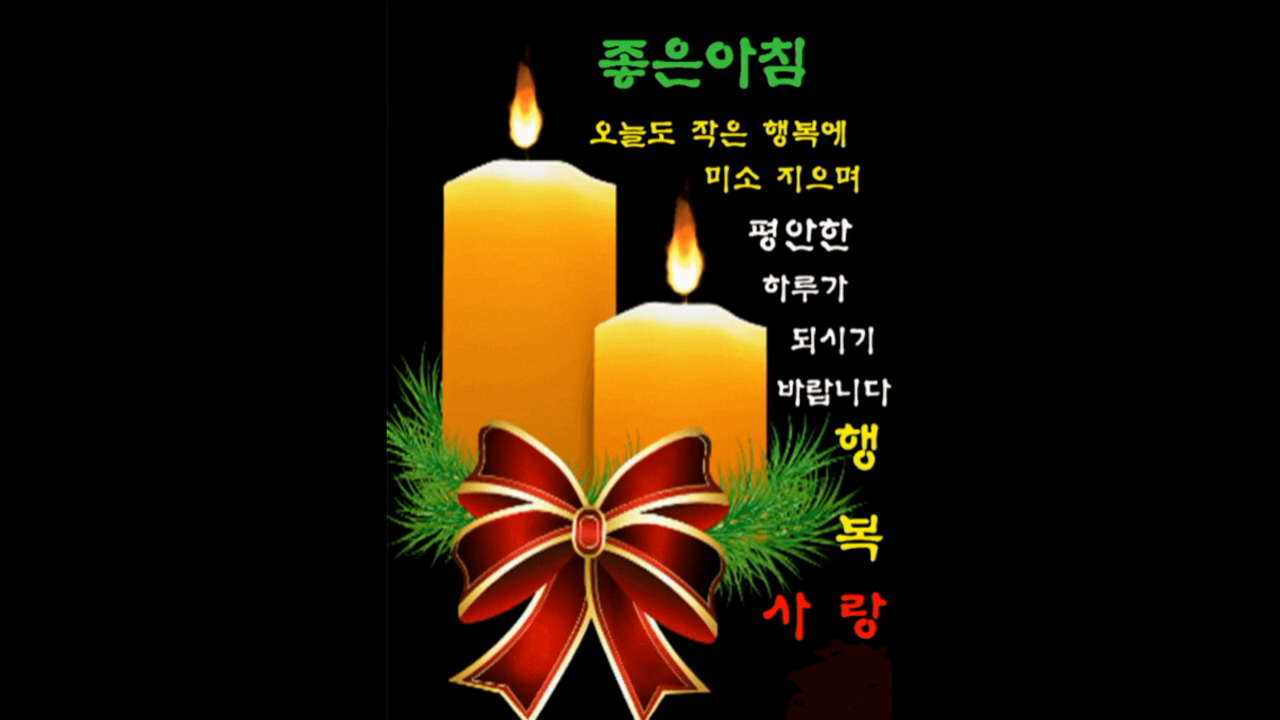 좋은아침
오늘도 작은 행복에
미소 지으며
평안한
하루가
되시기
바랍니다
행
복
사 랑